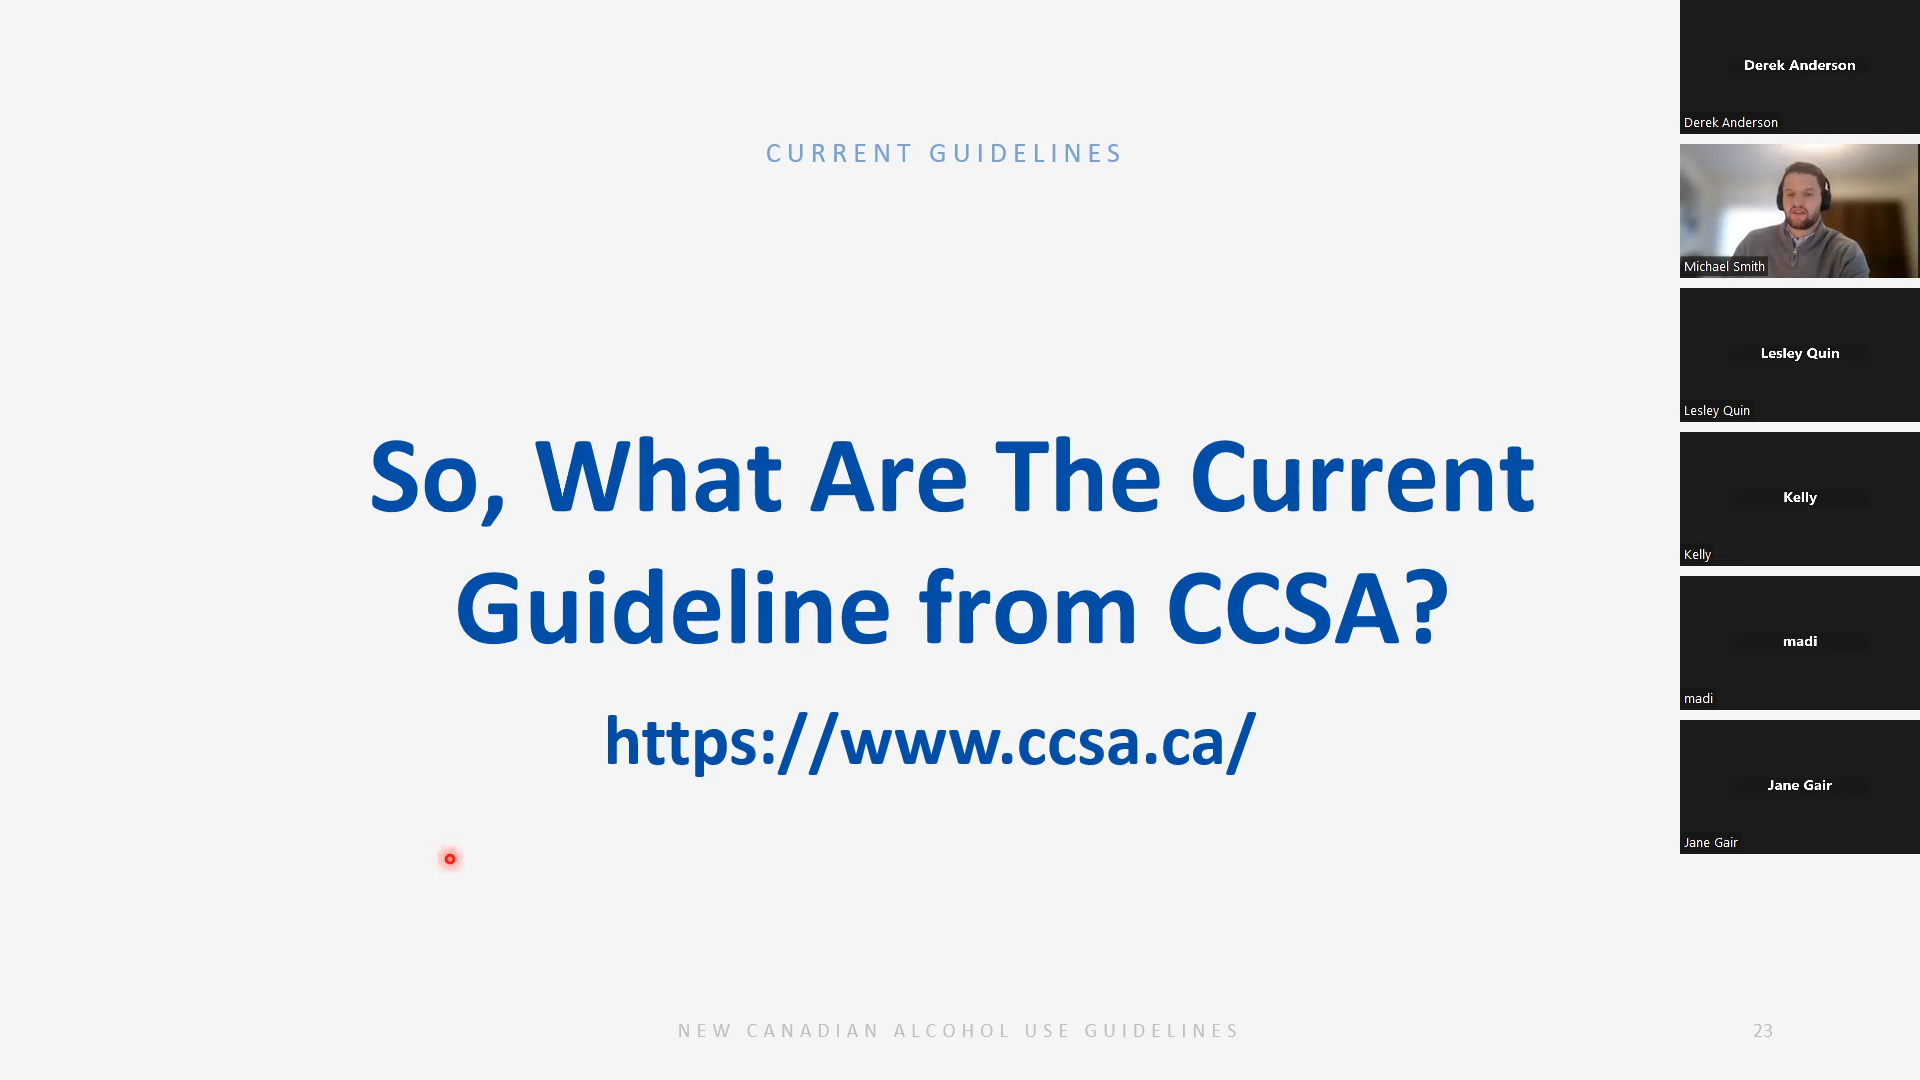 CURRENT GUIDELINES
So, What Are The Current
Guideline from CCSA?
https://www.ccsa.ca/
NEW CANADIAN ALCOHOL USE GUIDELINES
23
Derek Anderson
Derek Anderson
Michael Smith
Lesley Quin
Lesley Quin
Kelly
Kelly
madi
madi
Jane Gair
Jane Gair